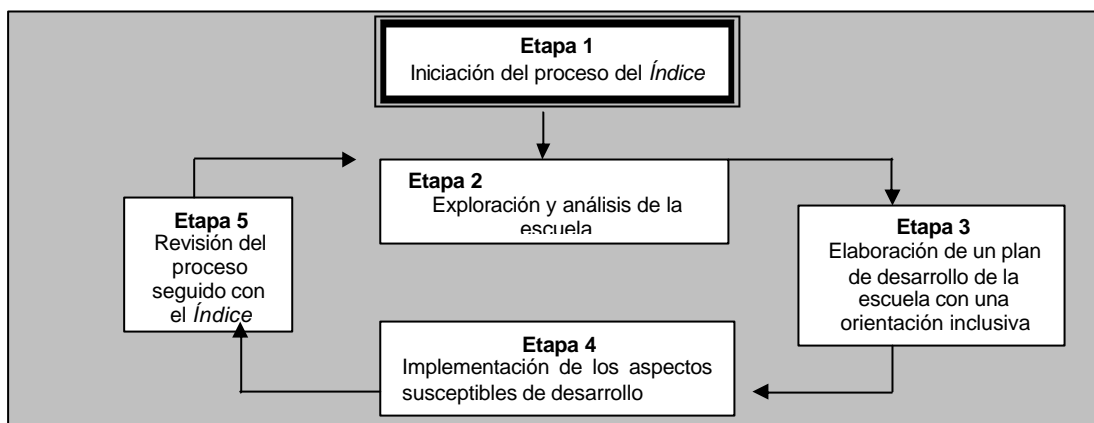 Etapa 1
Iniciación del proceso del Índice
Etapa 2
Exploración y análisis de la
escuela
Etapa 3
Elaboración de un plan
de desarrollo de la
escuela con una
orientación inclusiva
Etapa 4
Implementación de los aspectos
susceptibles de desarrollo
Etapa 5
Revisión del
proceso
seguido con
el Índice